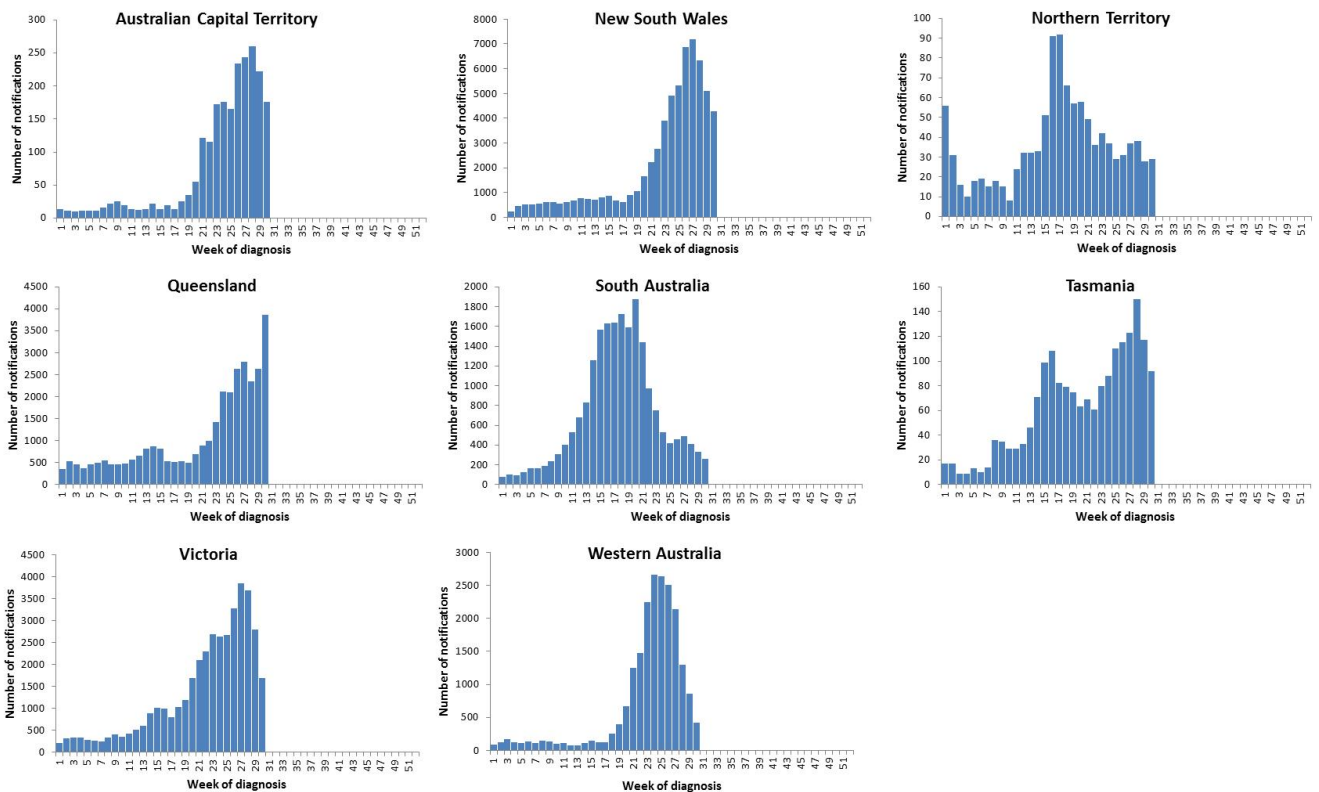 Australian Capital Territory
Number of notifications
300
250
200
150
100
50
0
1 3 5 7 9 11 13 15 17 19 21 23 25 27 29 31 33 35 37 39 41 43 45 47 49 51
Week of diagnosis
New South Wales
Number of notifications
8000
7000
6000
5000
4000
3000
2000
1000
0
1 3 5 7 9 11 13 15 17 19 21 23 25 27 29 31 33 35 37 39 41 43 45 47 49 51
Week of diagnosis
Northern Territory
Number of notifications
100
90
80
70
60
50
40
30
20
10
0
1 3 5 7 9 11 13 15 17 19 21 23 25 27 29 31 33 35 37 39 41 43 45 47 49 51
Week of diagnosis
Queensland
Number of notifications
4500
4000
3500
3000
2500
2000
1500
1000
500
0
1 3 5 7 9 11 13 15 17 19 21 23 25 27 29 31 33 35 37 39 41 43 45 47 49 51
Week of diagnosis
South Australia
Number of notifications
2000
1800
1600
1400
1200
1000
800
600
400
200
0
1 3 5 7 9 11 13 15 17 19 21 23 25 27 29 31 33 35 37 39 41 43 45 47 49 51
Week of diagnosis
Tasmania
Number of notifications
160
140
120
100
80
60
40
20
0
1 3 5 7 9 11 13 15 17 19 21 23 25 27 29 31 33 35 37 39 41 43 45 47 49 51
Week of diagnosis
Victoria
Number of notifications
4500
4000
3500
3000
2500
2000
1500
1000
500
0
1 3 5 7 9 11 13 15 17 19 21 23 25 27 29 31 33 35 37 39 41 43 45 47 49 51
Week of diagnosis
Western Australia
Number of notifications
3000
2500
2000
1500
1000
500
0
1 3 5 7 9 11 13 15 17 19 21 23 25 27 29 31 33 35 37 39 41 43 45 47 49 51
Week of diagnosis